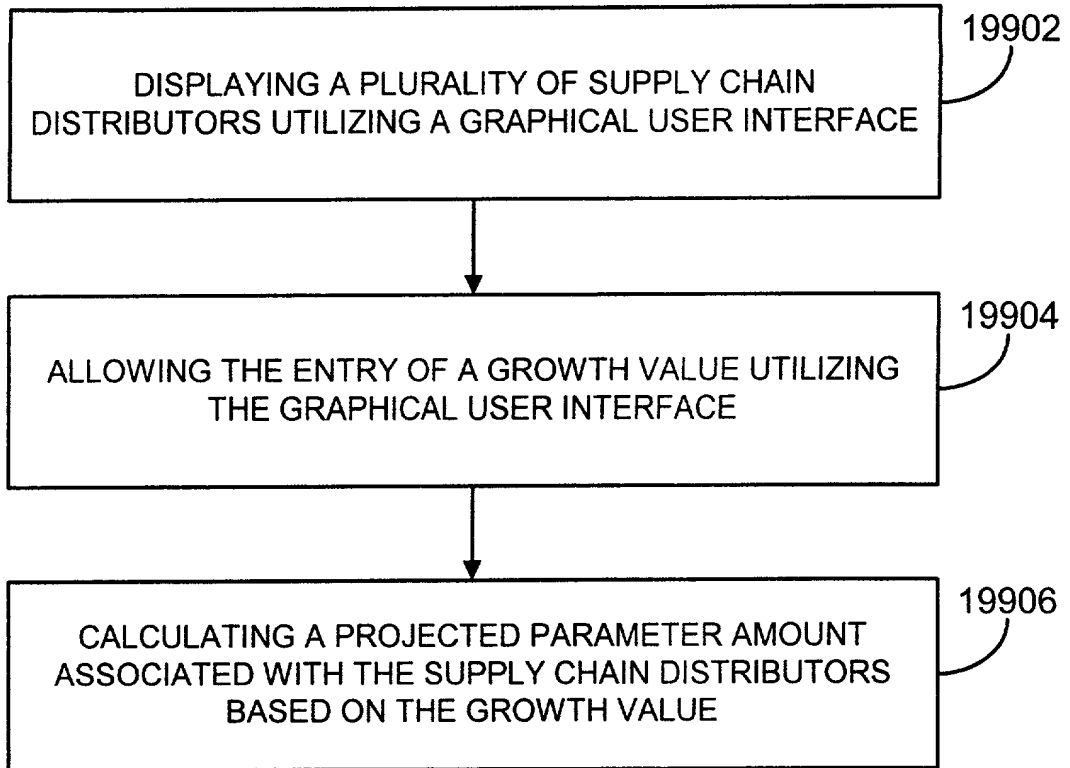 19902
DISPLAYING A PLURALITY OF SUPPLY CHAIN
DISTRIBUTORS UTILIZING A GRAPHICAL USER INTERFACE
19904
ALLOWING THE ENTRY OF A GROWTH VALUE UTILIZING
THE GRAPHICAL USER INTERFACE
19906
CALCULATING A PROJECTED PARAMETER AMOUNT
ASSOCIATED WITH THE SUPPLY CHAIN DISTRIBUTORS
BASED ON THE GROWTH VALUE